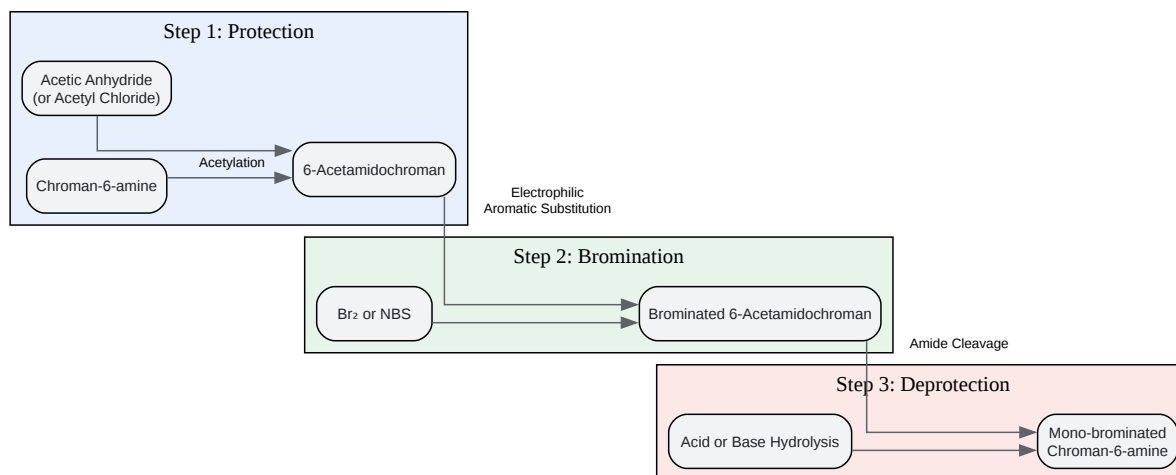 Step 1: Protection
Acetic Anhydride
(or Acetyl Chloride)
Acetylation
Chroman-6-amine
6-Acetamidochroman
Electrophilic
Aromatic Substitution
Step 2: Bromination
Br₂ or NBS
Brominated 6-Acetamidochroman
Amide Cleavage
Step 3: Deprotection
Acid or Base Hydrolysis
Mono-brominated
Chroman-6-amine